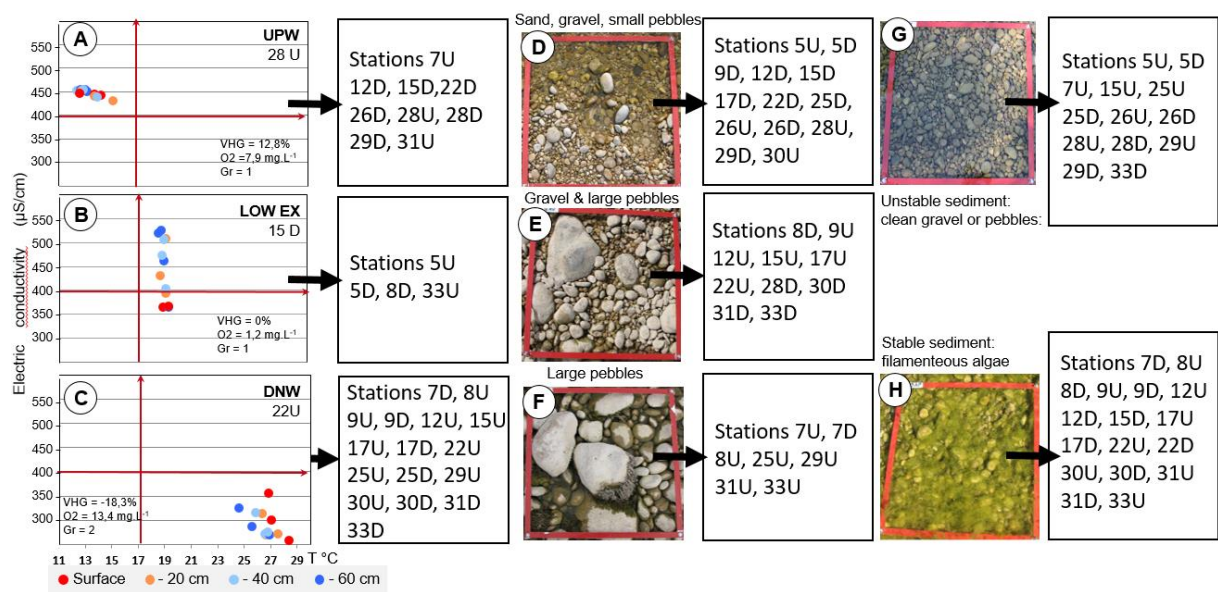 A
UPW
28 U
550
500
450
400
350
300
VHG = 12,8%
O2 =7,9 mg.L-1
Gr = 1
Stations 7U
12D, 15D,22D
26D, 28U, 28D
29D, 31U
Electric conductivity (µS/cm)
B
LOW EX
15 D
550
500
450
400
350
300
VHG = 0%
O2 = 1,2 mg.L-1
Gr = 1
Stations 5U
5D, 8D, 33U
C
DNW
22U
550
500
450
400
350
300
VHG = -18,3%
O2 = 13,4 mg.L-1
Gr = 2
11 13 15 17 19 21 23 25 27 29
T °C
Surface - 20 cm - 40 cm - 60 cm
Stations 7D, 8U
9U, 9D, 12U, 15U
17U, 17D, 22U
25U, 25D, 29U
30U, 30D, 31D
33D
Sand, gravel, small pebbles
D
Stations 5U, 5D
9D, 12D, 15D
17D, 22D, 25D,
26U, 26D, 28U,
29D, 30U
Gravel & large pebbles
E
Stations 8D, 9U
12U, 15U, 17U
22U, 28D, 30D
31D, 33D
Large pebbles
F
Stations 7U, 7D
8U, 25U, 29U
31U, 33U
G
Unstable sediment:
clean gravel or pebbles:
Stations 5U, 5D
7U, 15U, 25U
25D, 26U, 26D
28U, 28D, 29U
29D, 33D
Stable sediment:
filamenteous algae
H
Stations 7D, 8U
8D, 9U, 9D, 12U
12D, 15D, 17U
17D, 22U, 22D
30U, 30D, 31U
31D, 33U